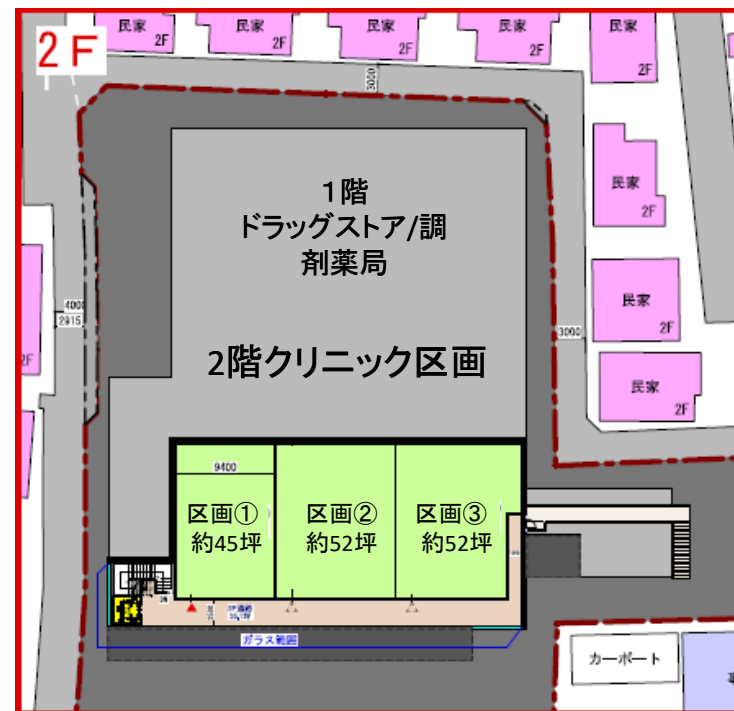 2F
民家
2F
民家
2F
民家
2F
民家
2F
民家
2F
3000
1階
ドラッグストア/調
剤薬局
民家
2F
2階クリニック区画
4000
2915
3000
民家
2F
2F
民家
2F
9400
区画①
約45坪
区画②
約52坪
区画③
約52坪
ガラス範囲
カーポート